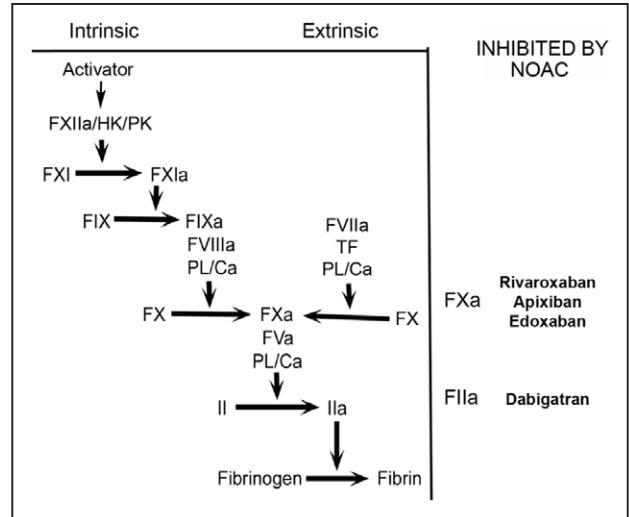 Intrinsic
Extrinsic
INHIBITED BY
NOAC
Activator
FXIIa/HK/PK
FXI
FXIa
FIX
FIXa
FVIIIa
PL/Ca
FVIIa
TF
PL/Ca
FX
FXa
FX
FVa
PL/Ca
FXa
Rivaroxaban
Apixiban
Edoxaban
II
IIa
FIIa
Dabigatran
Fibrinogen
Fibrin